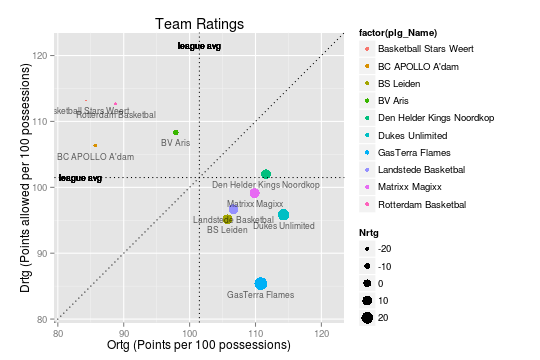 Team Ratings
factor(plg_Name)
Basketball Stars Weert
BC APOLLO A'dam
BS Leiden
BV Aris
Den Helder Kings Noordkop
Dukes Unlimited
GasTerra Flames
Landstede Basketbal
Matrixx Magixx
Rotterdam Basketbal
Nrtg
-20
-10
0
10
20
Drtg (Points allowed per 100 possessions)
120
110
100
90
80
league avg
sketball Stars Weert
Rotterdam Basketbal
BV Aris
BC APOLLO A'dam
league avg
Den Helder Kings Noordkop
Matrixx Magixx
Landstede Basketbal
Dukes Unlimited
BS Leiden
GasTerra Flames
80 90 100 110 120
Ortg (Points per 100 possessions)